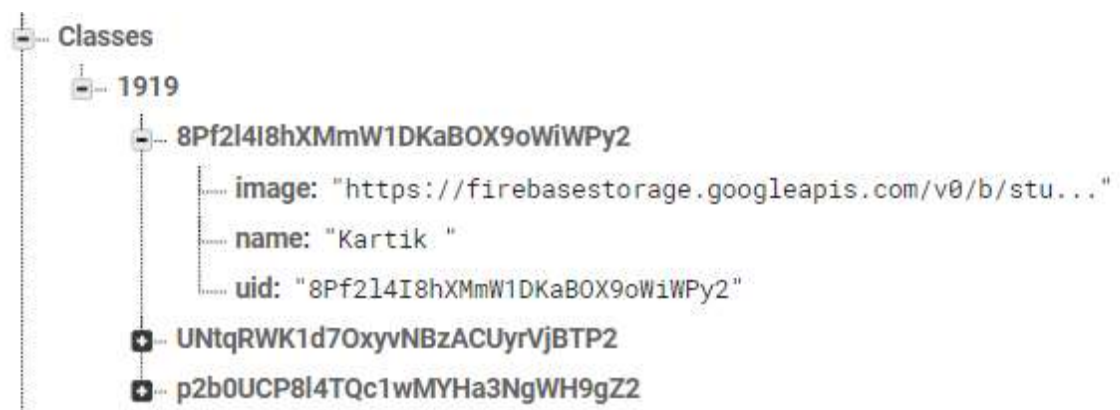 Classes
1919
8Pf2l4I8hXMmW1DKaBOX9oWiWPy2
image: "https://firebasestorage.googleapis.com/v0/b/stu..."
name: "Kartik "
uid: "8Pf2l4I8hXMmW1DKaBOX9oWiWPy2"
UNtqRWK1d7OxyvNBzACUyrVjBTP2
p2b0UCP8l4TQc1wMYHa3NgWH9gZ2